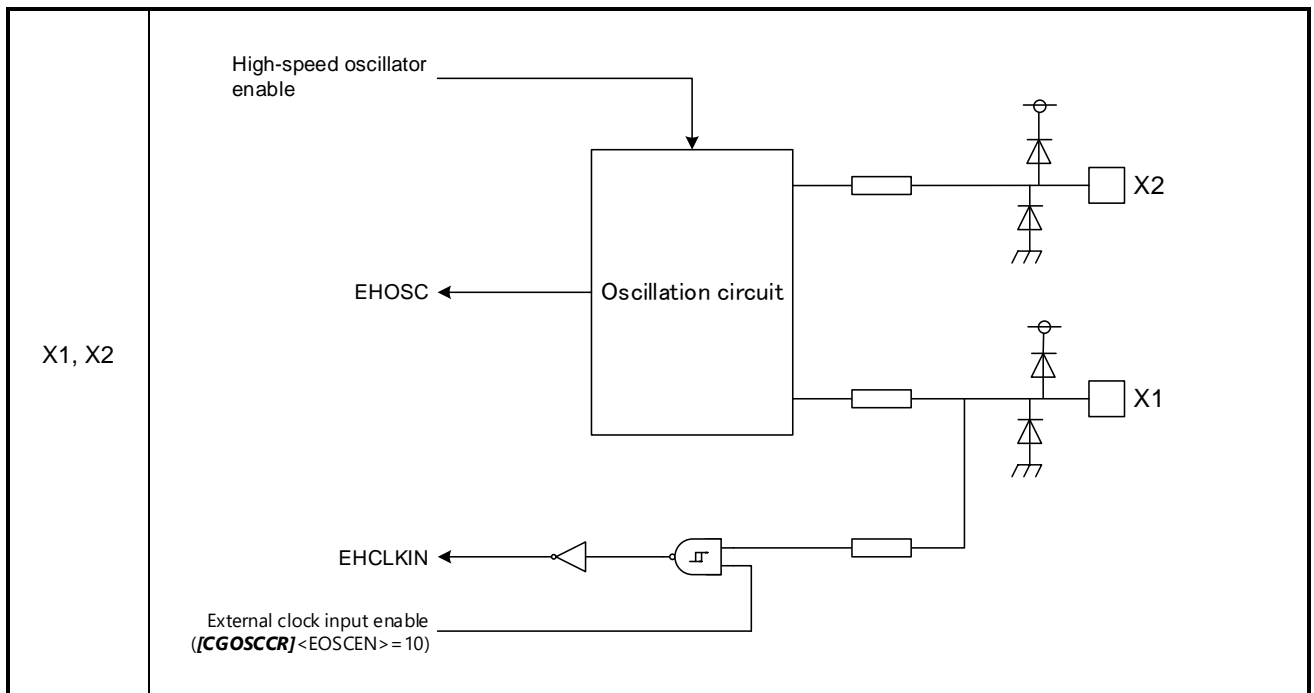 High-speed oscillator
enable
X2
EHOSC
Oscillation circuit
X1, X2
X1
EHCLKIN
External clock input enable
([CGOSCCR]<EOSCEN>=10)